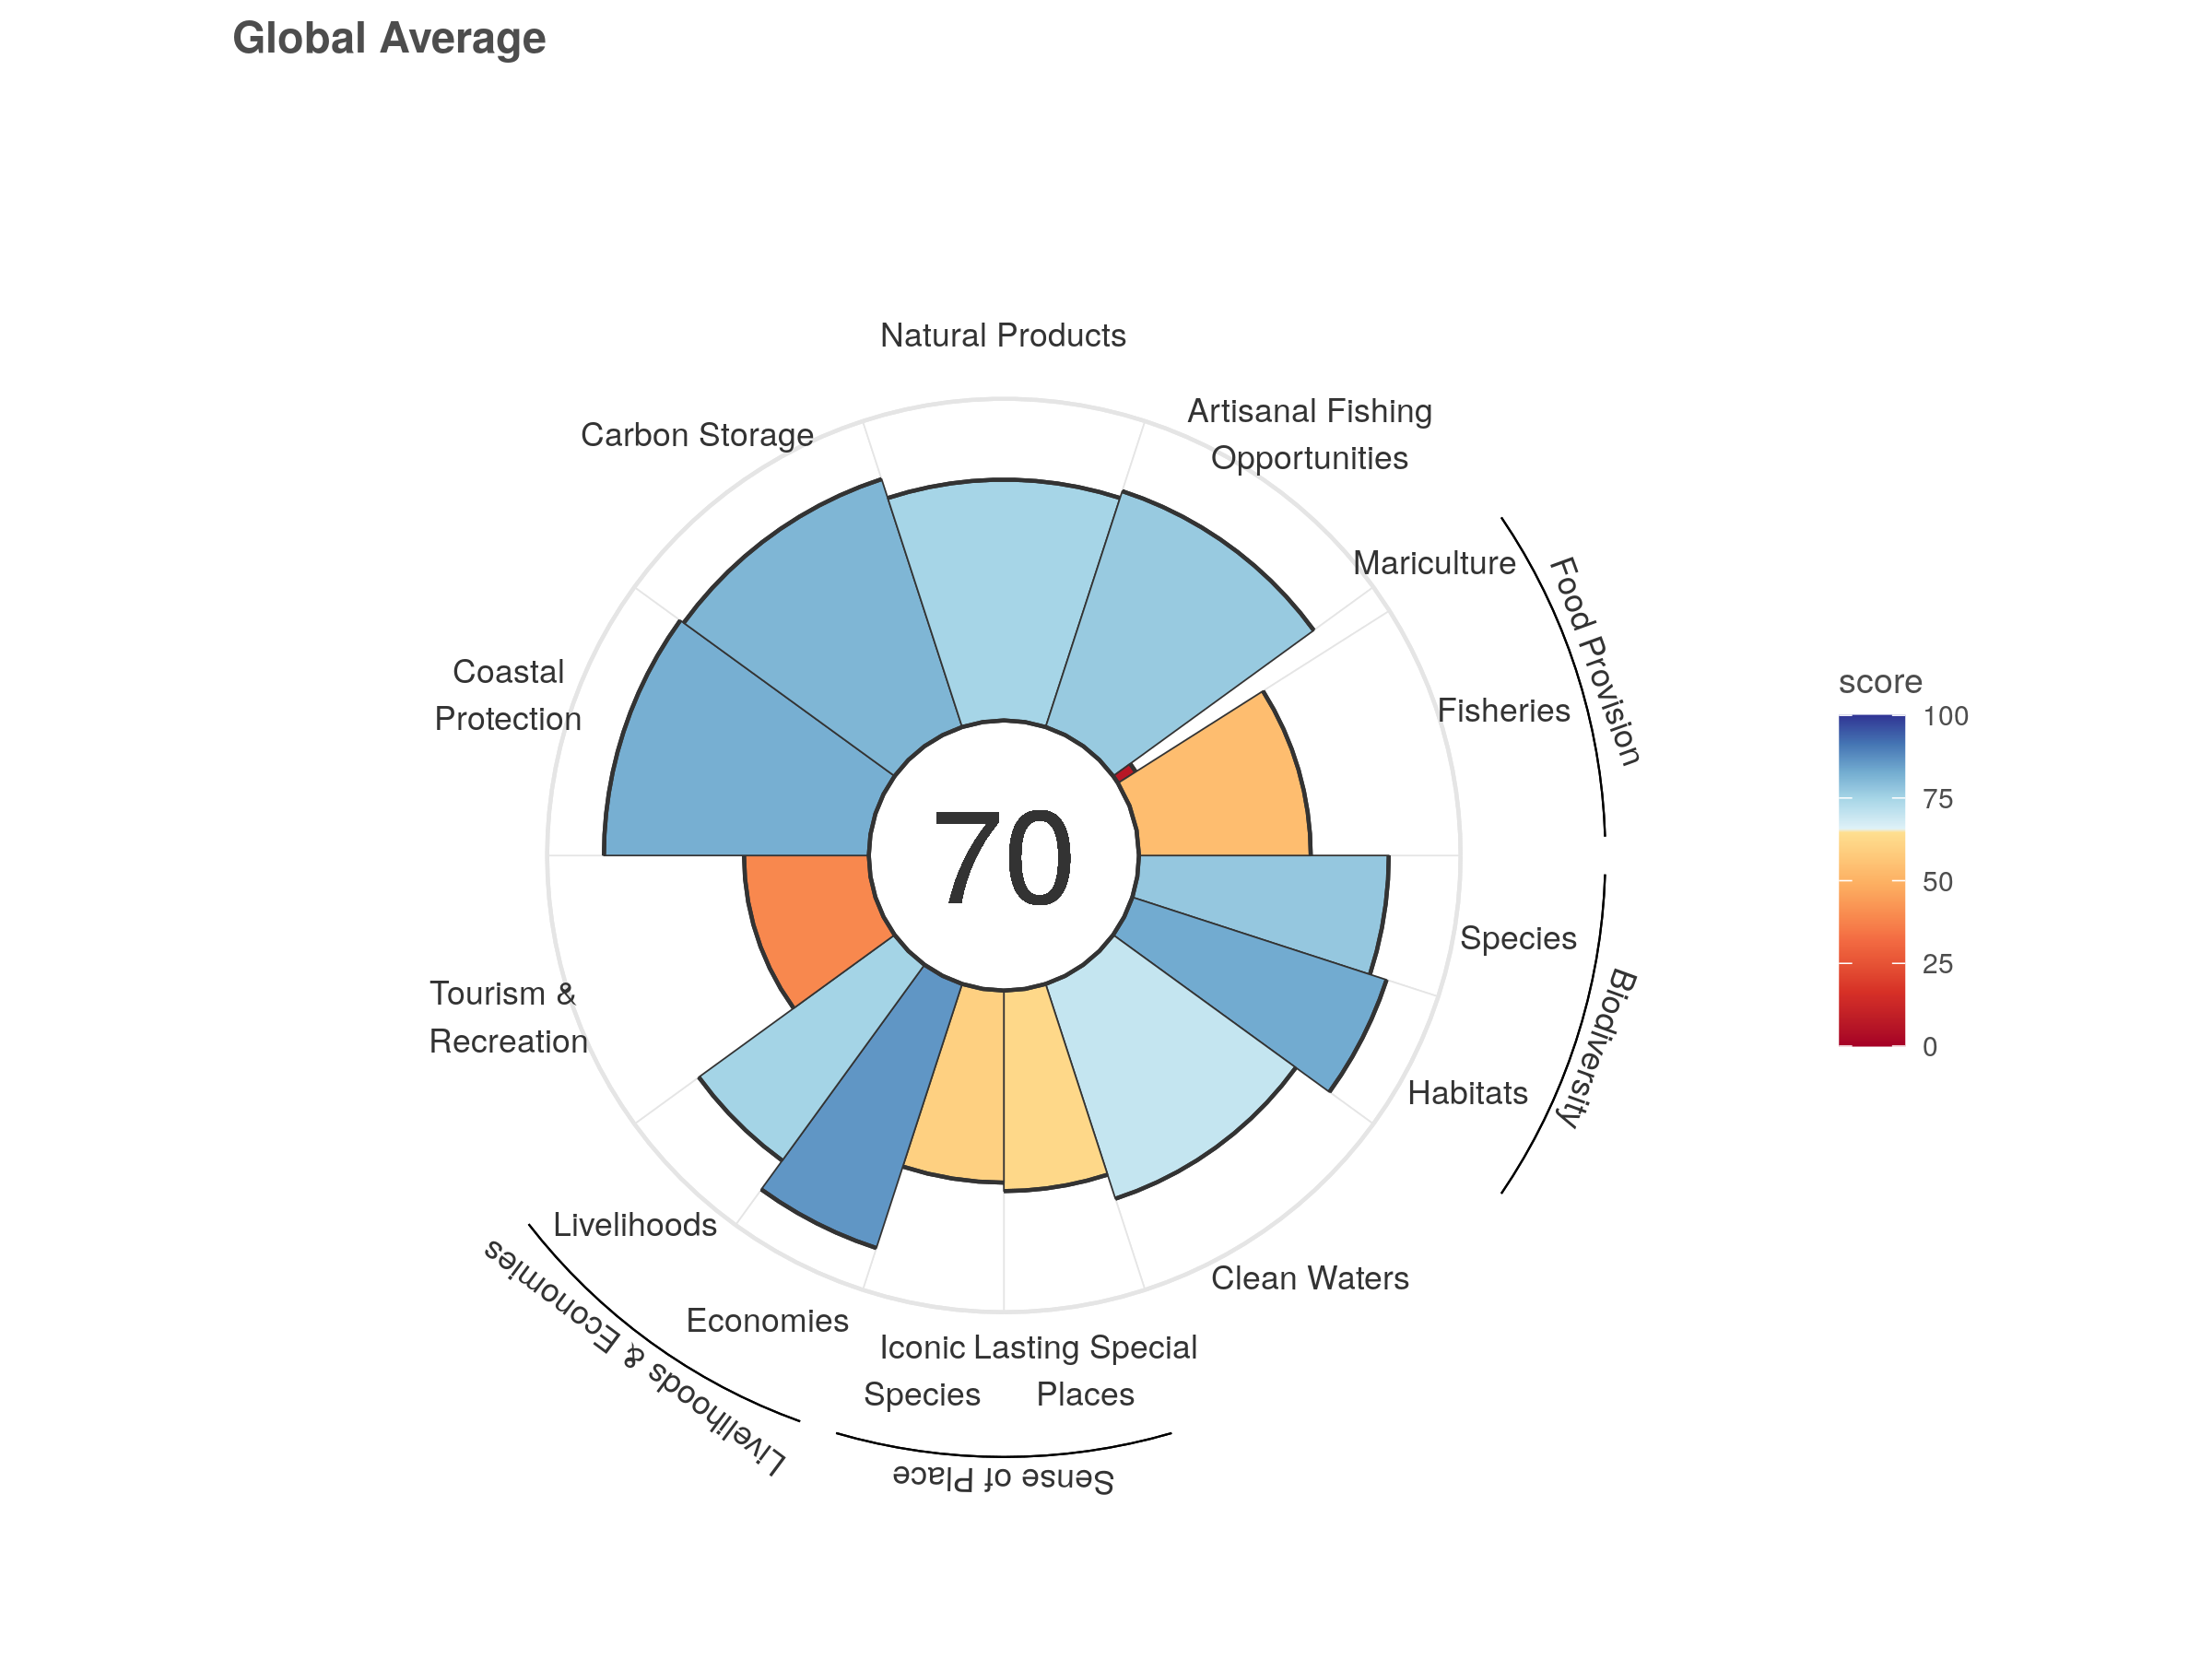 Global Average
Natural Products
Artisanal Fishing
Opportunities
Carbon Storage
Mariculture
Food Provision
Coastal
Protection
Fisheries
score
100
75
50
25
0
70
Species
Biodiversity
Tourism &
Recreation
Habitats
Livelihoods
Clean Waters
Economies
Livelihoods & Economies
Iconic
Species
Lasting Special
Places
Sense of Place